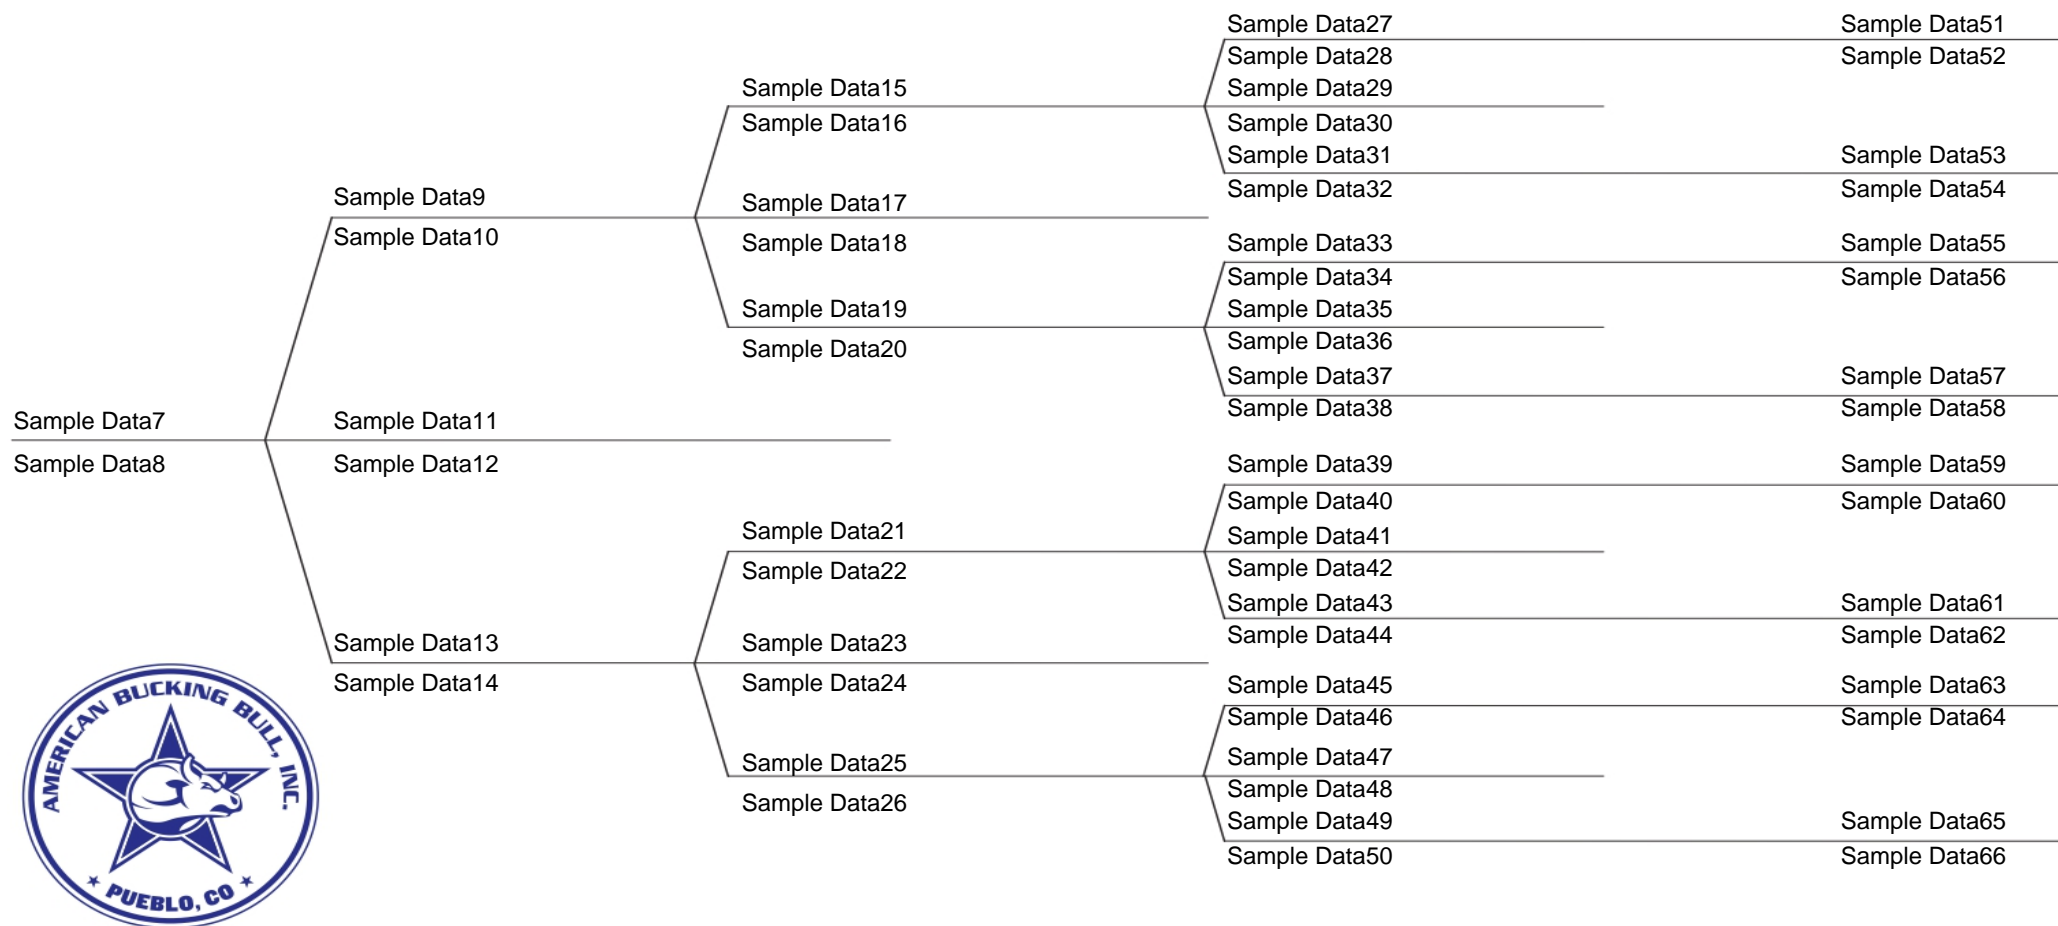 Sample Data7
Sample Data8
Sample Data9
Sample Data10
Sample Data11
Sample Data12
Sample Data13
Sample Data14
Sample Data15
Sample Data16
Sample Data17
Sample Data18
Sample Data19
Sample Data20
Sample Data21
Sample Data22
Sample Data23
Sample Data24
Sample Data25
Sample Data26
Sample Data27
Sample Data28
Sample Data29
Sample Data30
Sample Data31
Sample Data32
Sample Data33
Sample Data34
Sample Data35
Sample Data36
Sample Data37
Sample Data38
Sample Data39
Sample Data40
Sample Data41
Sample Data42
Sample Data43
Sample Data44
Sample Data45
Sample Data46
Sample Data47
Sample Data48
Sample Data49
Sample Data50
Sample Data51
Sample Data52
Sample Data53
Sample Data54
Sample Data55
Sample Data56
Sample Data57
Sample Data58
Sample Data59
Sample Data60
Sample Data61
Sample Data62
Sample Data63
Sample Data64
Sample Data65
Sample Data66
AMERICAN BUCKING BULL, INC.
PUEBLO, CO